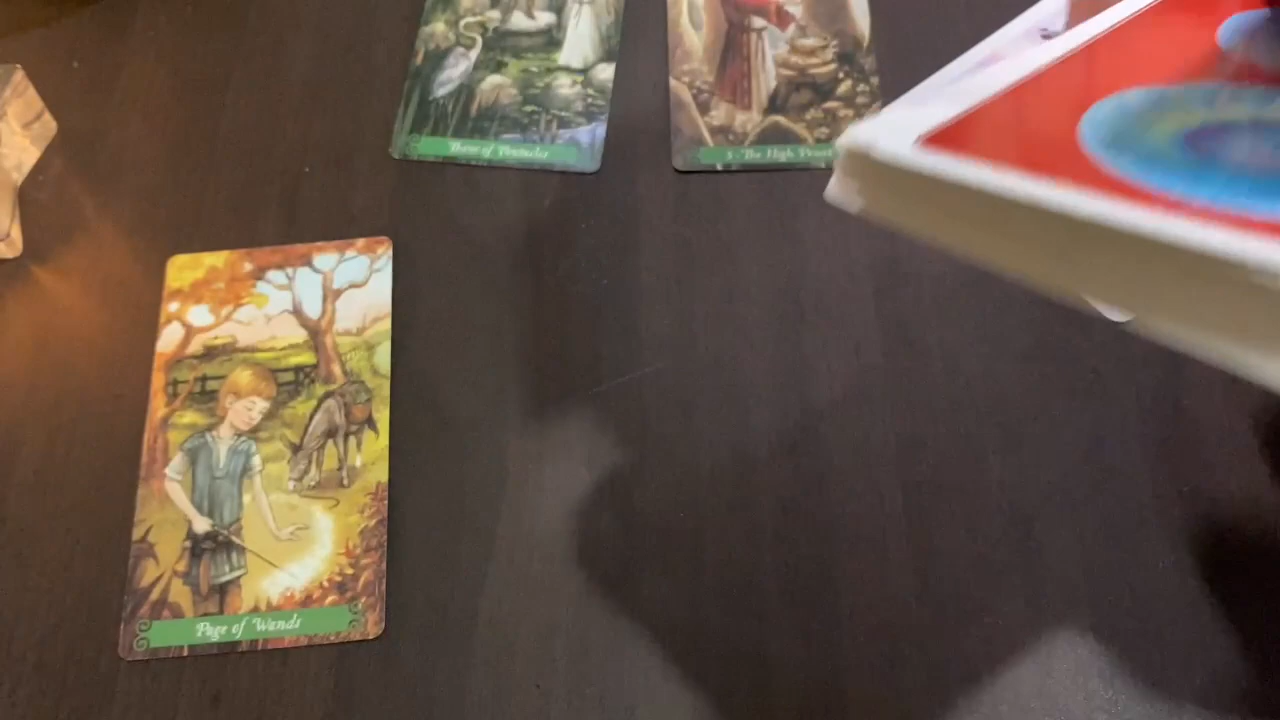 Three of Pentacles
5 - The High Priest
Page of Wands